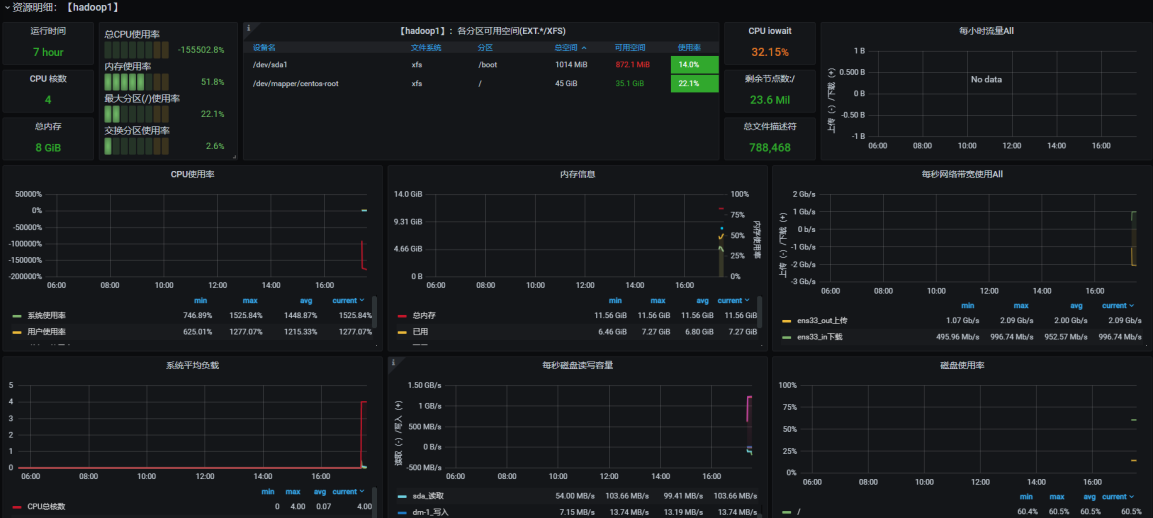 资源明细：【hadoop1】
运行时间
7 hour
CPU 核数
4
总内存
8 GiB
总CPU使用率
-155502.8%
内存使用率
51.8%
最大分区(/)使用率
22.1%
交换分区使用率
2.6%
【hadoop1】：各分区可用空间(EXT.*/XFS)
设备名 文件系统 分区 总空间 可用空间 使用率
/dev/sda1 xfs /boot 1014 MiB 872.1 MiB 14.0%
/dev/mapper/centos-root xfs / 45 GiB 35.1 GiB 22.1%
CPU iowait
32.15%
剩余节点数:/
23.6 Mil
总文件描述符
788,468
每小时流量All
上传 (-) /下载 (+)
1 B
0.500 B
0 B
-0.50 B
-1 B
No data
06:00 08:00 10:00 12:00 14:00 16:00
CPU使用率
50000%
0%
-50000%
-100000%
-150000%
-200000%
06:00 08:00 10:00 12:00 14:00 16:00
min max avg current
系统使用率 746.89% 1525.84% 1448.87% 1525.84%
用户使用率 625.01% 1277.07% 1215.33% 1277.07%
内存信息
14.0 GiB
9.31 GiB
4.66 GiB
0 B
100%
75%
50%
25%
0%
内存使用率
06:00 08:00 10:00 12:00 14:00 16:00
min max avg current
总内存 11.56 GiB 11.56 GiB 11.56 GiB 11.56 GiB
已用 6.46 GiB 7.27 GiB 6.80 GiB 7.27 GiB
每秒网络带宽使用All
上传 (-) /下载 (+)
2 Gb/s
1 Gb/s
0 b/s
-1 Gb/s
-2 Gb/s
-3 Gb/s
06:00 08:00 10:00 12:00 14:00 16:00
min max avg current
ens33_out上传 1.07 Gb/s 2.09 Gb/s 2.00 Gb/s 2.09 Gb/s
ens33_in下载 495.96 Mb/s 996.74 Mb/s 952.57 Mb/s 996.74 Mb/s
系统平均负载
5
4
3
2
1
0
06:00 08:00 10:00 12:00 14:00 16:00
min max avg current
CPU总核数 0 4.00 0.07 4.00
每秒磁盘读写容量
读取 (-) /写入 (+)
1.50 GB/s
1 GB/s
500 MB/s
0 B/s
-500 MB/s
06:00 08:00 10:00 12:00 14:00 16:00
min max avg current
sda_读取 54.00 MB/s 103.66 MB/s 99.41 MB/s 103.66 MB/s
dm-1_写入 7.15 MB/s 13.74 MB/s 13.19 MB/s 13.74 MB/s
磁盘使用率
100%
75%
50%
25%
0%
06:00 08:00 10:00 12:00 14:00 16:00
min max avg current
/ 60.4% 60.5% 60.5% 60.5%